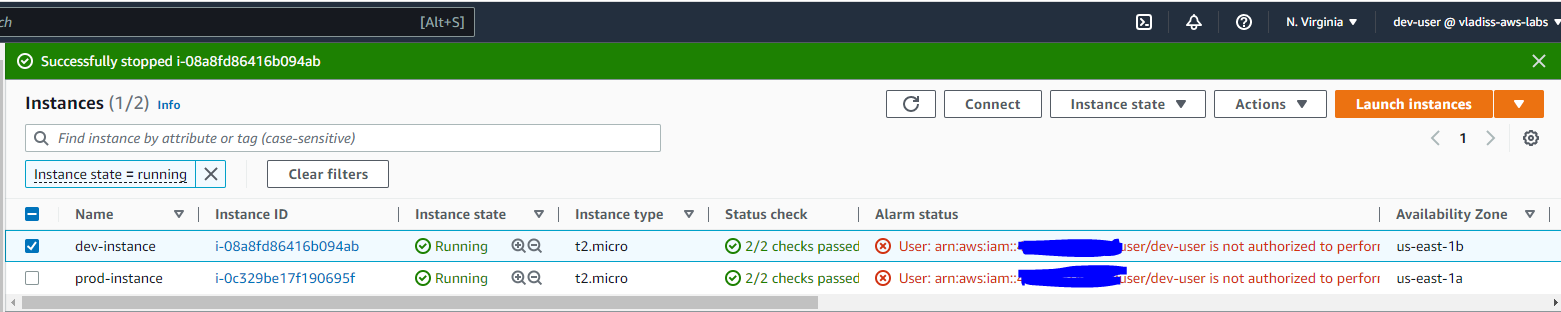 ch [Alt+S] N. Virginia dev-user @ vladiss-aws-labs
Successfully stopped i-08a8fd86416b094ab
Instances (1/2) Info Connect Instance state Actions Launch instances
Find instance by attribute or tag (case-sensitive) 1
Instance state = running Clear filters
Name Instance ID Instance state Instance type Status check Alarm status Availability Zone
dev-instance i-08a8fd86416b094ab Running t2.micro 2/2 checks passed User: arn:aws:iam:: user/dev-user is not authorized to perforr us-east-1b
prod-instance i-0c329be17f190695f Running t2.micro 2/2 checks passed User: arn:aws:iam:: user/dev-user is not authorized to perforr us-east-1a